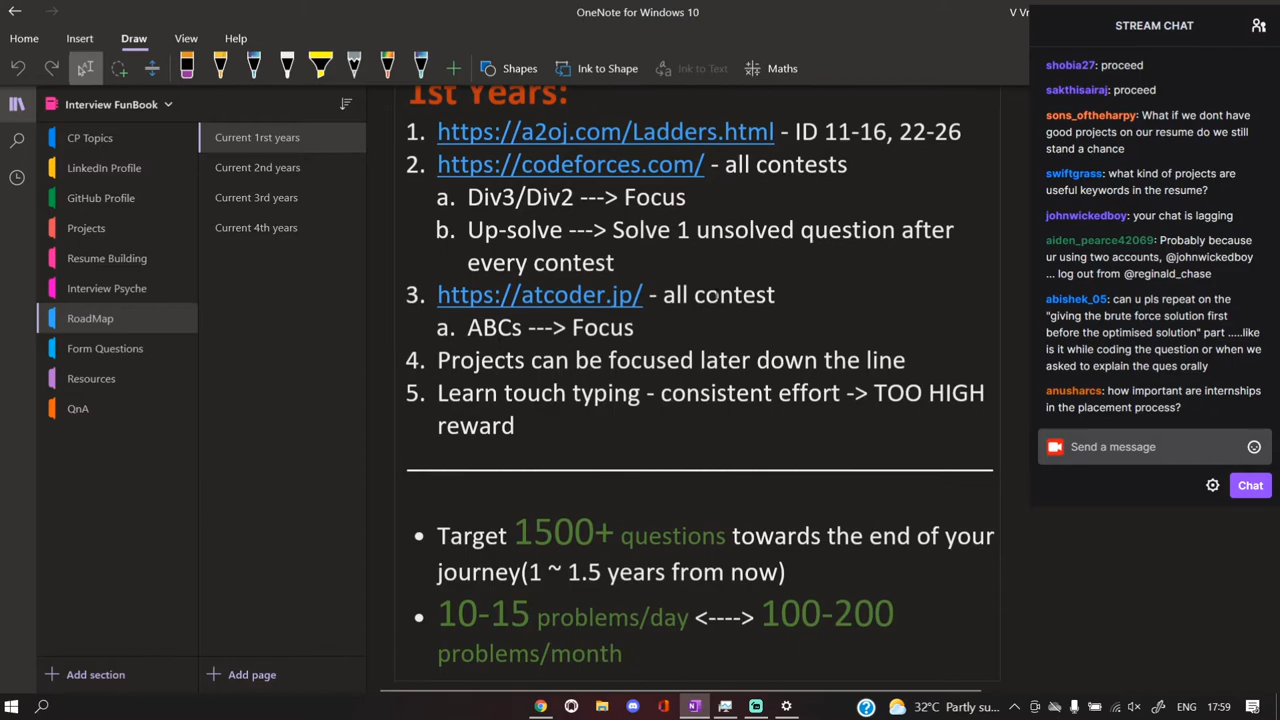 OneNote for Windows 10
V Vr
Home
Insert
Draw
View
Help
Shapes
Ink to Shape
Ink to Text
Maths
Interview FunBook
CP Topics
LinkedIn Profile
GitHub Profile
Projects
Resume Building
Interview Psyche
RoadMap
Form Questions
Resources
QnA
Add section
Current 1rst years
Current 2nd years
Current 3rd years
Current 4th years
Add page
1st Years:
1. https://a2oj.com/Ladders.html - ID 11-16, 22-26
2. https://codeforces.com/ - all contests
a. Div3/Div2 ---> Focus
b. Up-solve ---> Solve 1 unsolved question after
every contest
3. https://atcoder.jp/ - all contest
a. ABCs ---> Focus
4. Projects can be focused later down the line
5. Learn touch typing - consistent effort -> TOO HIGH
reward
• Target 1500+ questions towards the end of your
journey(1 ~ 1.5 years from now)
• 10-15 problems/day <----> 100-200
problems/month
STREAM CHAT
shobia27: proceed
sakthisairaj: proceed
sons_oftheharpy: What if we dont have
good projects on our resume do we still
stand a chance
swiftgrass: what kind of projects are
useful keywords in the resume?
johnwickedboy: your chat is lagging
aiden_pearce42069: Probably because
ur using two accounts, @johnwickedboy
... log out from @reginald_chase
abishek_05: can u pls repeat on the
"giving the brute force solution first
before the optimised solution" part .....like
is it while coding the question or when we
asked to explain the ques orally
anusharcs: how important are internships
in the placement process?
Send a message
Chat
32°C Partly su...
ENG
17:59